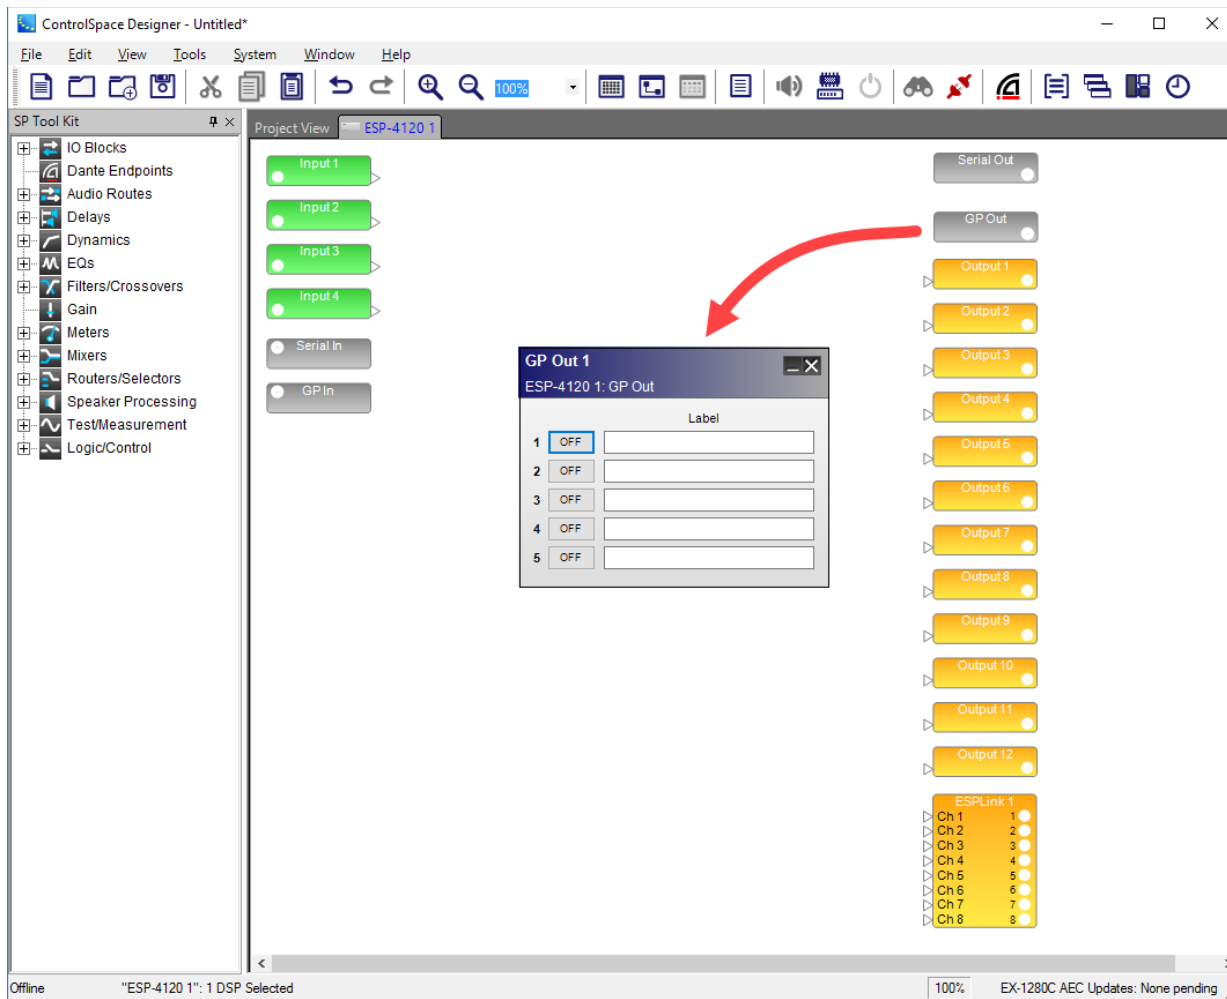 ControlSpace Designer - Untitled*
File Edit View Tools System Window Help
100%
SP Tool Kit
IO Blocks
Dante Endpoints
Audio Routes
Delays
Dynamics
EQs
Filters/Crossovers
Gain
Meters
Mixers
Routers/Selectors
Speaker Processing
Test/Measurement
Logic/Control
Project View ESP-4120 1
Input 1
Input 2
Input 3
Input 4
Serial In
GP In
GP Out 1
ESP-4120 1: GP Out
Label
1 OFF
2 OFF
3 OFF
4 OFF
5 OFF
Serial Out
GP Out
Output 1
Output 2
Output 3
Output 4
Output 5
Output 6
Output 7
Output 8
Output 9
Output 10
Output 11
Output 12
ESPLink 1
Ch 1 1
Ch 2 2
Ch 3 3
Ch 4 4
Ch 5 5
Ch 6 6
Ch 7 7
Ch 8 8
Offline "ESP-4120 1": 1 DSP Selected 100% EX-1280C AEC Updates: None pending